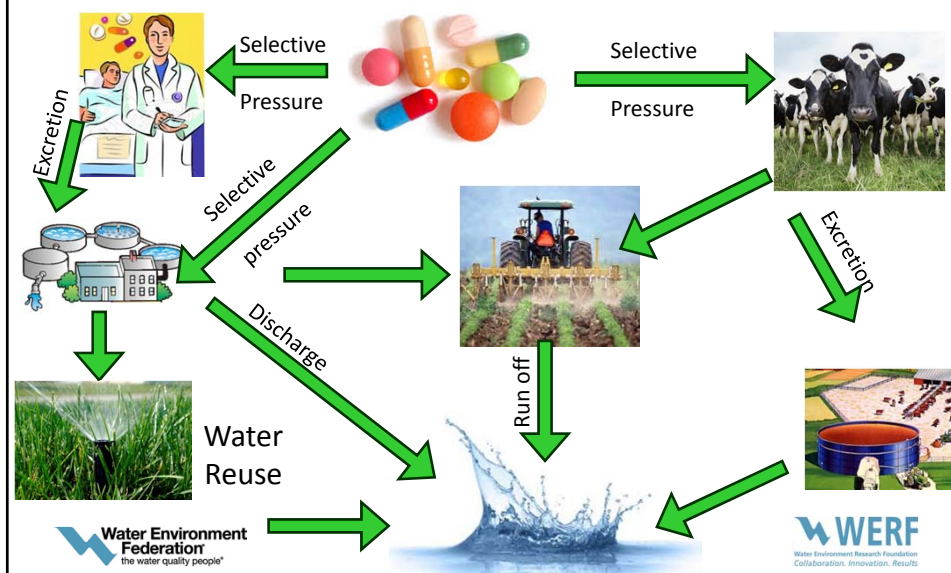 Selective
Pressure
Selective
Pressure
Excretion
Selective
pressure
Excretion
Discharge
Run off
Water
Reuse
Water Environment
Federation®
the water quality people®
WERF
Water Environment Research Foundation
Collaboration. Innovation. Results